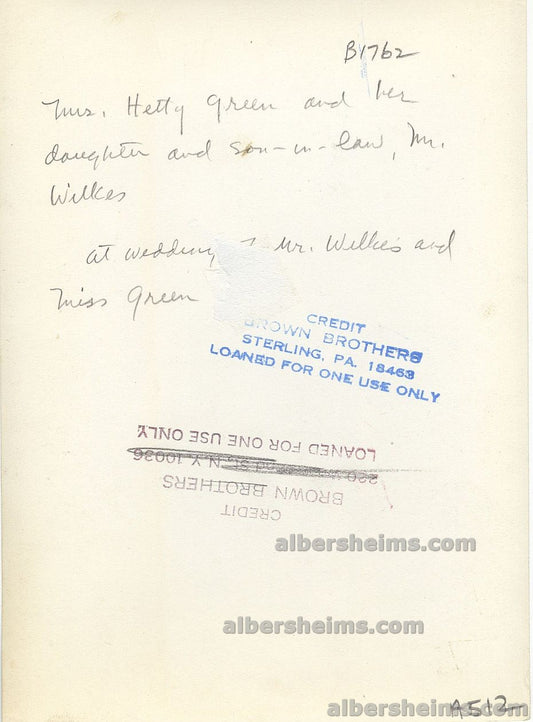 B1762
Mrs. Hetty Green and her
daughter and son-in-law, Mr.
Wilkes
at wedding Mr. Wilkes and
Miss Green
CREDIT
BROWN BROTHERS
STERLING, PA. 18463
LOANED FOR ONE USE ONLY
CREDIT
BROWN BROTHERS
220 St. N.Y. 10036
LOANED FOR ONE USE ONLY.
albersheims.com
albersheims.com
albersheims.com
A512